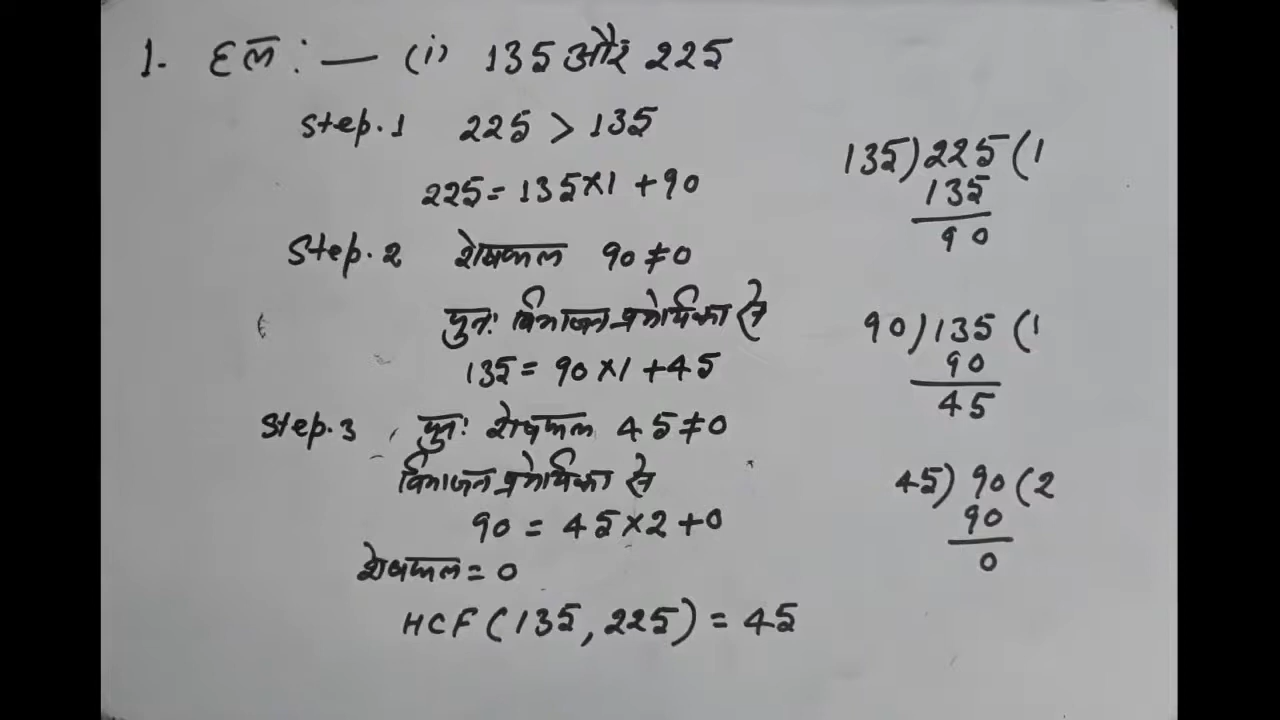 1. हल :— (i) 135 और 225
Step.1 225 > 135
225 = 135×1 + 90
Step.2 शेषफल 90 ≠ 0
पुनः विभाजन प्रमेयिका से
135 = 90 ×1 + 45
Step.3 पुनः शेषफल 45 ≠ 0
विभाजन प्रमेयिका से
90 = 45×2 + 0
शेषफल = 0
HCF (135, 225) = 45
135) 225 (1
135
90
90) 135 (1
90
45
45) 90 (2
90
0